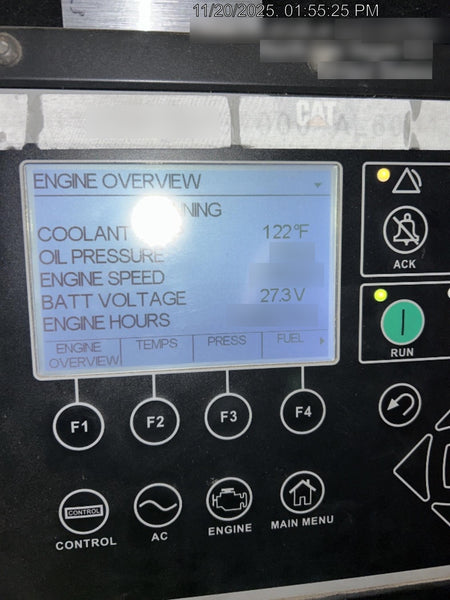 11/20/2025, 01:55:25 PM
CAT
ENGINE OVERVIEW
NING
COOLANT 122°F
OIL PRESSURE
ENGINE SPEED
BATT VOLTAGE 27.3 V
ENGINE HOURS
ENGINE OVERVIEW TEMPS PRESS FUEL
ACK
RUN
F1 F2 F3 F4
CONTROL
CONTROL AC ENGINE MAIN MENU